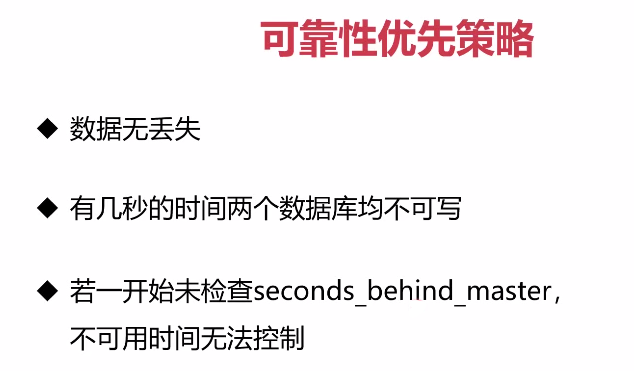 可靠性优先策略
◆ 数据无丢失
◆ 有几秒的时间两个数据库均不可写
◆ 若一开始未检查seconds_behind_master，
不可用时间无法控制